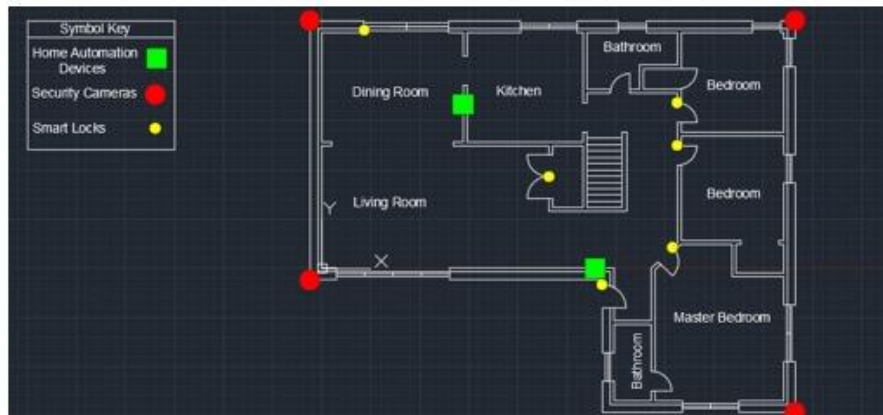 Symbol Key
Home Automation
Devices
Security Cameras
Smart Locks
Bathroom
Dining Room
Kitchen
Bedroom
Bedroom
Living Room
Y
X
Master Bedroom
Bathroom